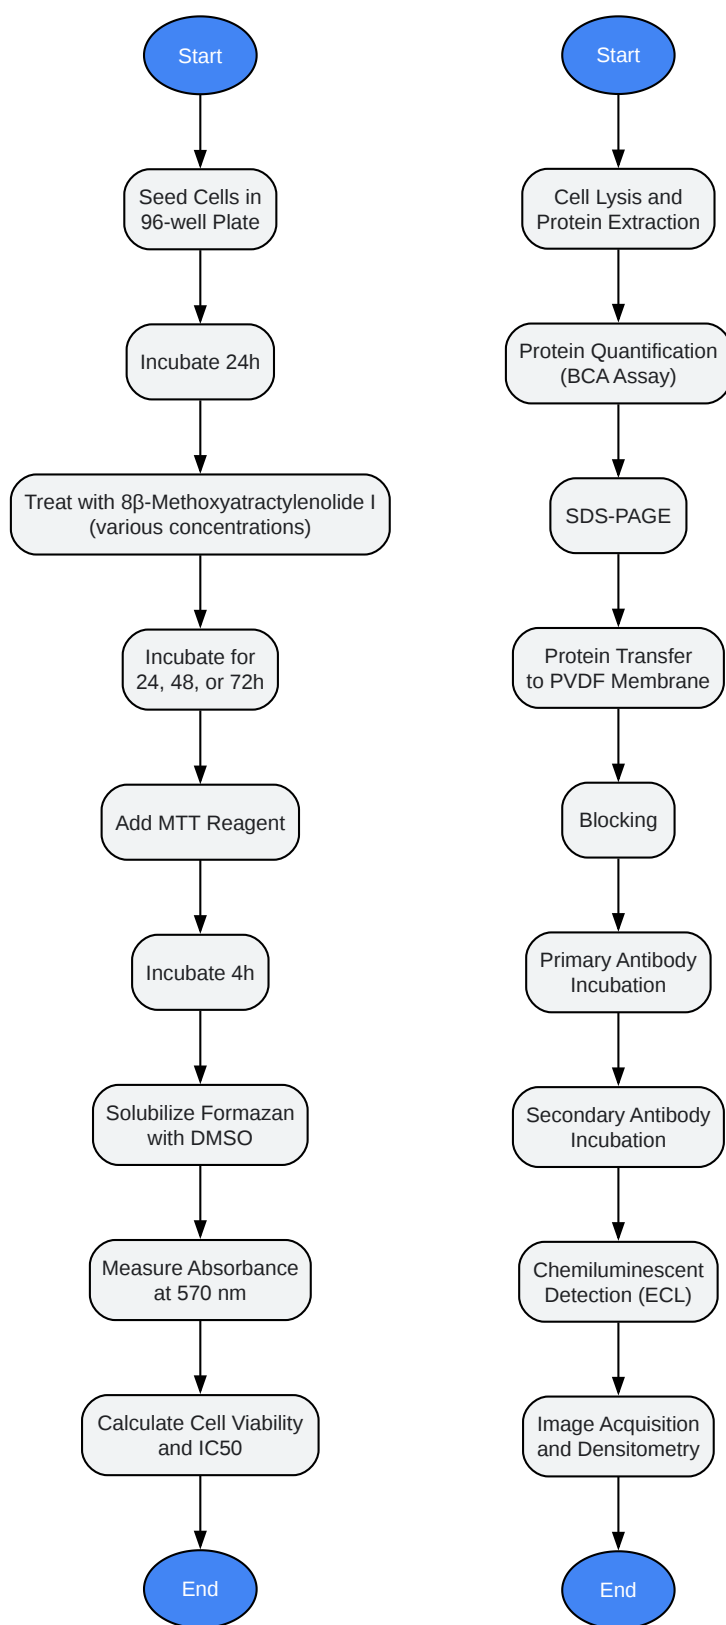 Start
Seed Cells in
96-well Plate
Incubate 24h
Treat with 8β-Methoxyatractylenolide I
(various concentrations)
Incubate for
24, 48, or 72h
Add MTT Reagent
Incubate 4h
Solubilize Formazan
with DMSO
Measure Absorbance
at 570 nm
Calculate Cell Viability
and IC50
End
Start
Cell Lysis and
Protein Extraction
Protein Quantification
(BCA Assay)
SDS-PAGE
Protein Transfer
to PVDF Membrane
Blocking
Primary Antibody
Incubation
Secondary Antibody
Incubation
Chemiluminescent
Detection (ECL)
Image Acquisition
and Densitometry
End